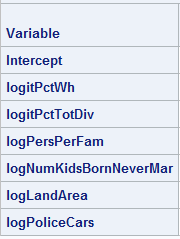 Variable
Intercept
logitPctWh
logitPctTotDiv
logPersPerFam
logNumKidsBornNeverMar
logLandArea
logPoliceCars